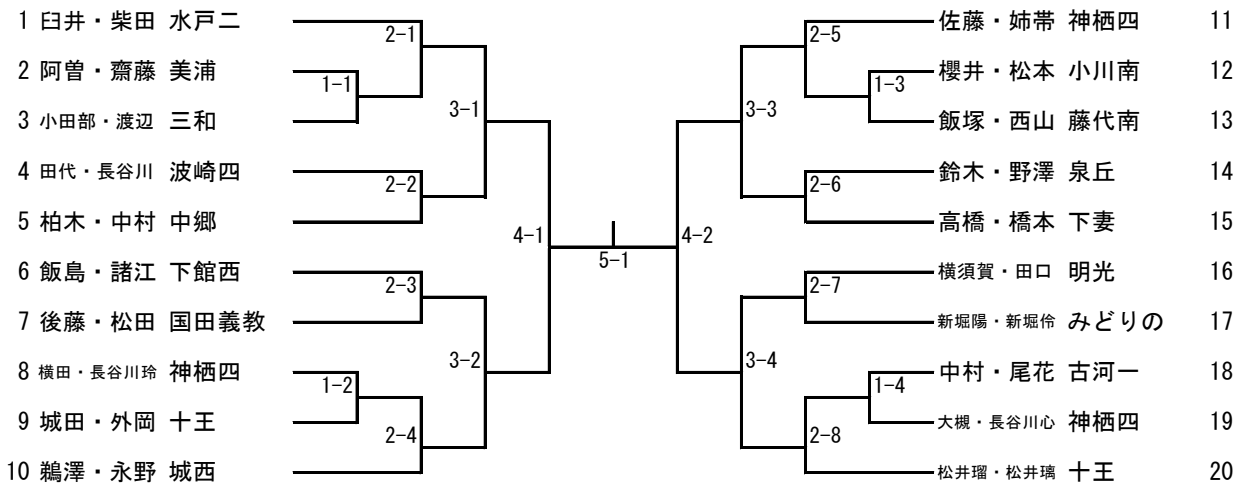 1 臼井・柴田 水戸二
2 阿曽・齋藤 美浦
3 小田部・渡辺 三和
4 田代・長谷川 波崎四
5 柏木・中村 中郷
6 飯島・諸江 下館西
7 後藤・松田 国田義教
8 横田・長谷川玲 神栖四
9 城田・外岡 十王
10 鵜澤・永野 城西
2-1
1-1
3-1
2-2
4-1
2-3
3-2
1-2
2-4
5-1
2-5
1-3
3-3
2-6
4-2
2-7
3-4
1-4
2-8
佐藤・姉帯 神栖四 11
櫻井・松本 小川南 12
飯塚・西山 藤代南 13
鈴木・野澤 泉丘 14
高橋・橋本 下妻 15
横須賀・田口 明光 16
新堀陽・新堀伶 みどりの 17
中村・尾花 古河一 18
大槻・長谷川心 神栖四 19
松井瑠・松井璃 十王 20